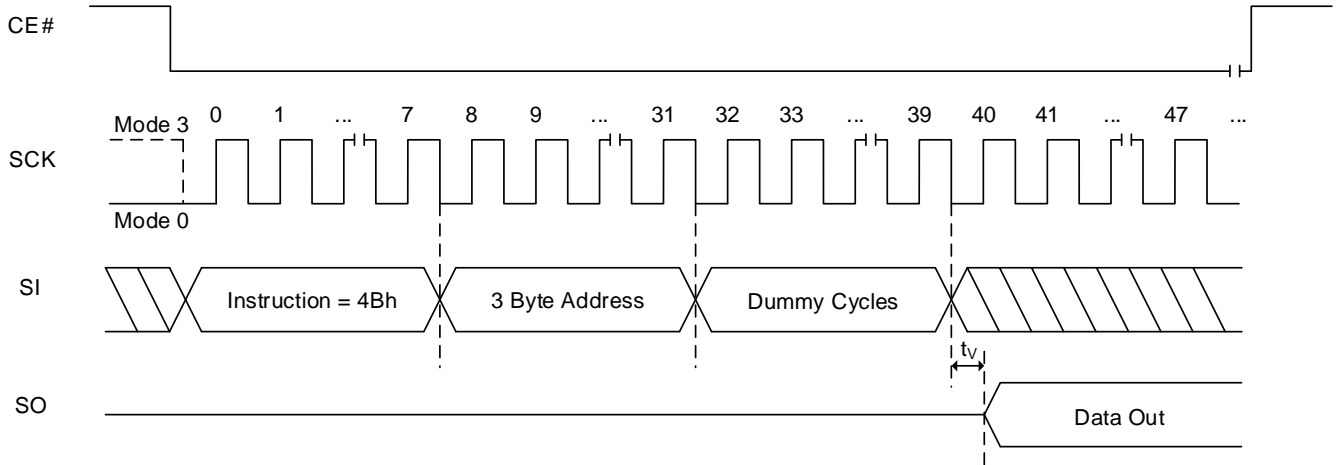 CE#
Mode 3 0 1 ... 7 8 9 ... 31 32 33 ... 39 40 41 ... 47 ...
SCK
Mode 0
SI Instruction = 4Bh 3 Byte Address Dummy Cycles
tV
SO Data Out